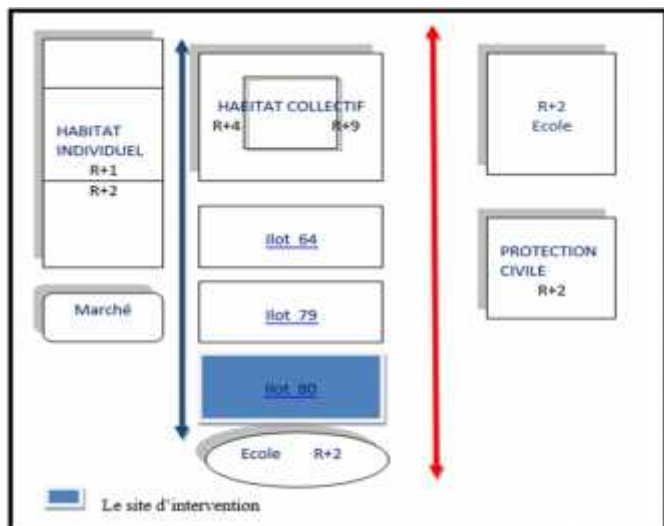 HABITAT
INDIVIDUEL
R+1
R+2
Marché
HABITAT COLLECTIF
R+4 R+9
Ilot 64
Ilot 79
Ilot 80
Ecole R+2
R+2
Ecole
PROTECTION
CIVILE
R+2
Le site d'intervention